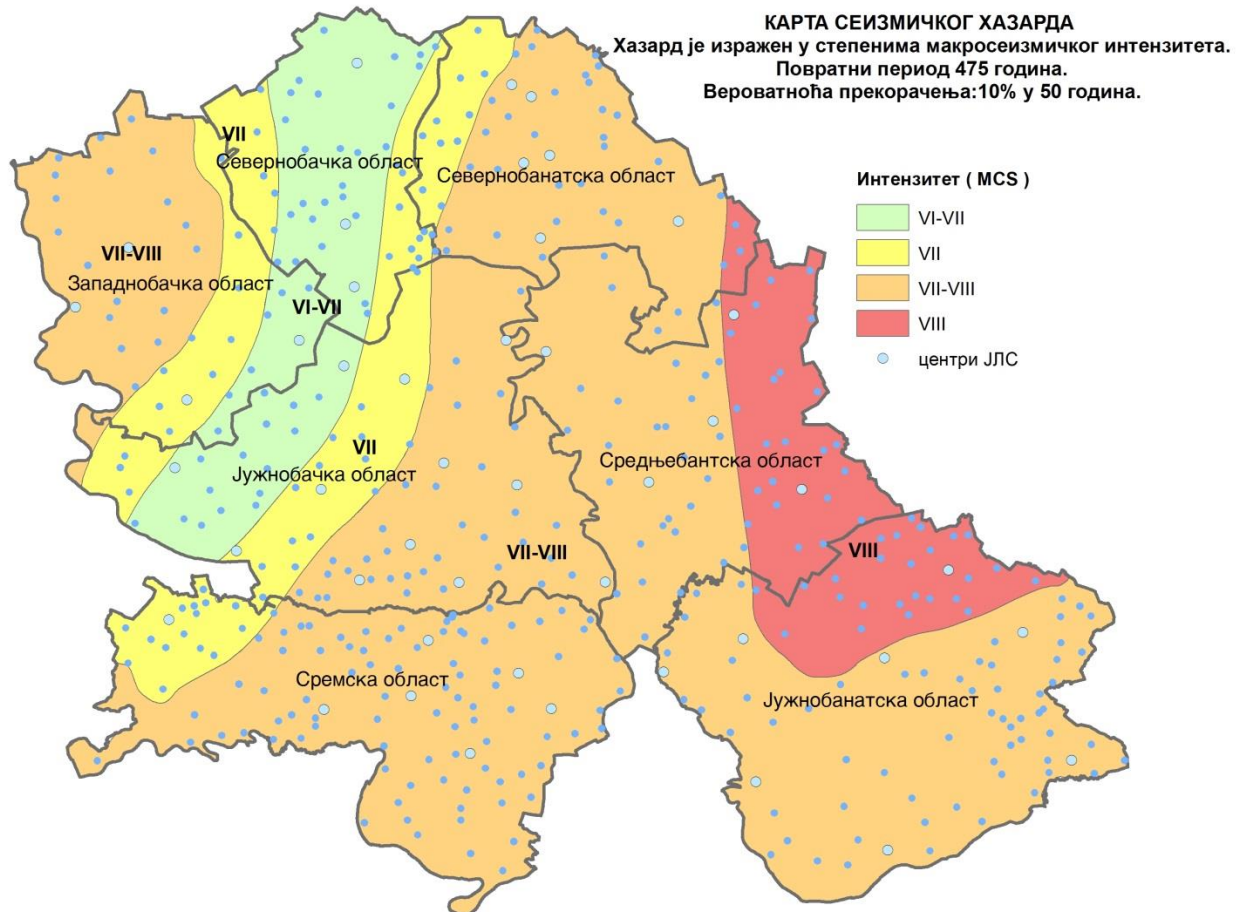 КАРТА СЕИЗМИЧКОГ ХАЗАРДА
Хазард је изражен у степенима макросеизмичког интензитета.
Повратни период 475 година.
Вероватноћа прекорачења:10% у 50 година.
Интензитет ( MCS )
VI-VII
VII
VII-VIII
VIII
центри ЈЛС
VII
Севернобачка област
Севернобанатска област
VII-VIII
Западнобачка област
VI-VII
VII
Јужнобачка област
Средњебантска област
VII-VIII
VIII
Сремска област
Јужнобанатска област